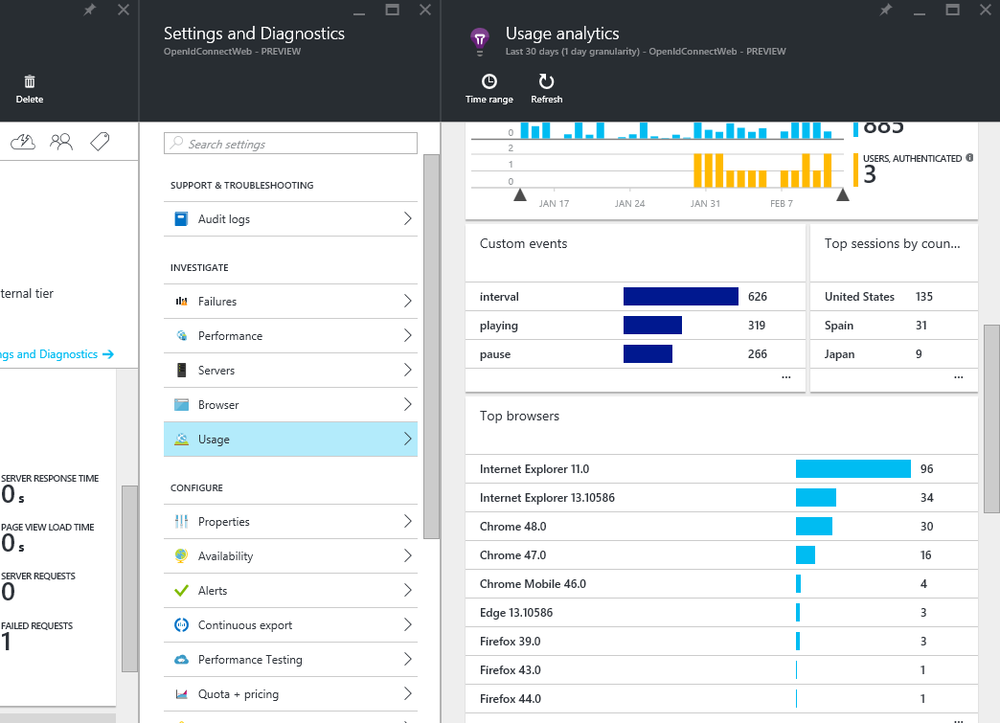 Delete
ternal tier
ngs and Diagnostics
SERVER RESPONSE TIME
0 s
PAGE VIEW LOAD TIME
0 s
SERVER REQUESTS
0
FAILED REQUESTS
1
Settings and Diagnostics
OpenIdConnectWeb - PREVIEW
Search settings
SUPPORT & TROUBLESHOOTING
Audit logs
INVESTIGATE
Failures
Performance
Servers
Browser
Usage
CONFIGURE
Properties
Availability
Alerts
Continuous export
Performance Testing
Quota + pricing
Usage analytics
Last 30 days (1 day granularity) - OpenIdConnectWeb - PREVIEW
Time range Refresh
0 885
2
1
0
USERS, AUTHENTICATED
3
JAN 17 JAN 24 JAN 31 FEB 7
Custom events
interval 626
playing 319
pause 266
...
Top sessions by coun...
United States 135
Spain 31
Japan 9
...
Top browsers
Internet Explorer 11.0 96
Internet Explorer 13.10586 34
Chrome 48.0 30
Chrome 47.0 16
Chrome Mobile 46.0 4
Edge 13.10586 3
Firefox 39.0 3
Firefox 43.0 1
Firefox 44.0 1
...